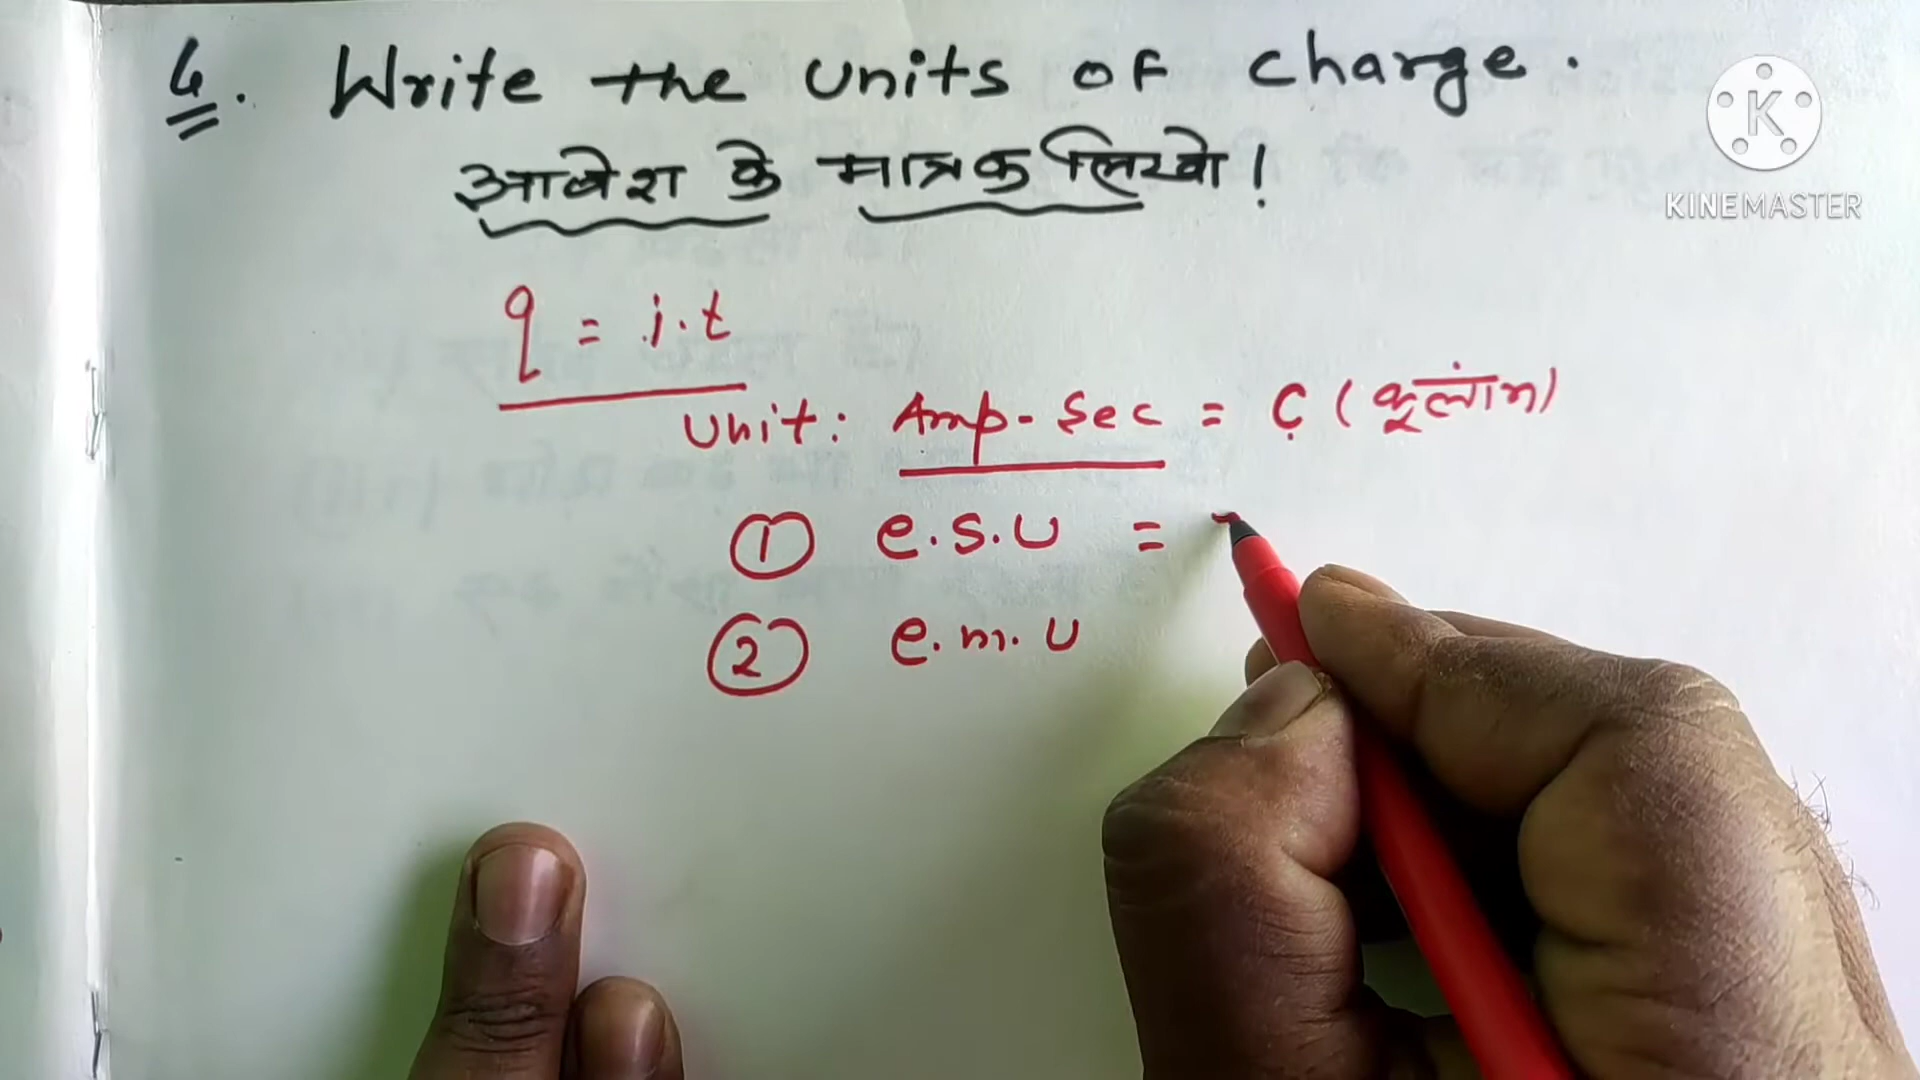 4. Write the units of charge.
आवेश के मात्रक लिखो!
K
KINEMASTER
q = i.t
Unit: Amp-Sec = C (कूलांम)
① e.s.u =
② e.m.u